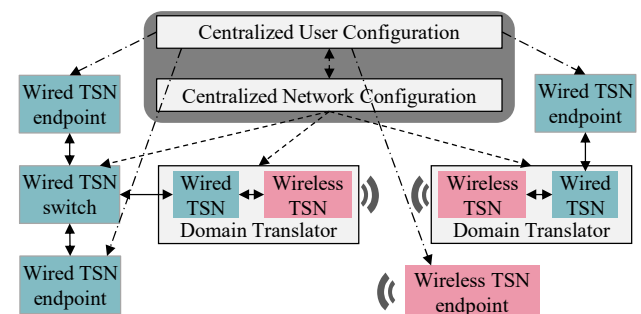 Centralized User Configuration
Centralized Network Configuration
Wired TSN
endpoint
Wired TSN
endpoint
Wired TSN
switch
Wired
TSN
Wireless
TSN
Domain Translator
Wireless
TSN
Wired
TSN
Domain Translator
Wired TSN
endpoint
Wireless TSN
endpoint